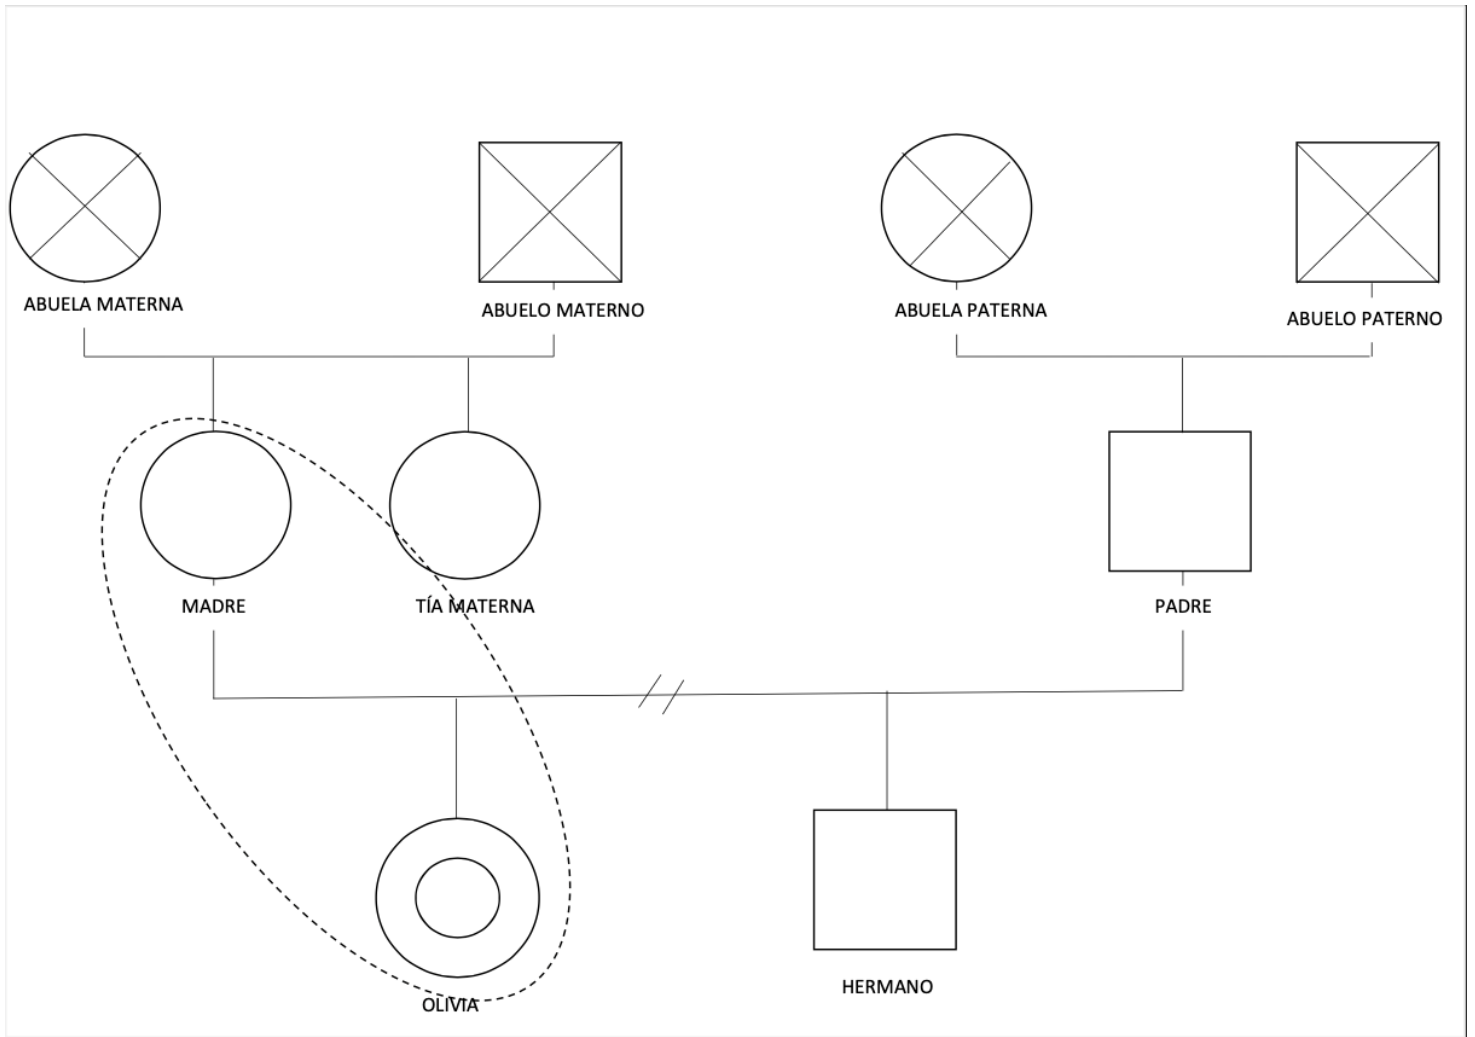 ABUELA MATERNA
ABUELO MATERNO
ABUELA PATERNA
ABUELO PATERNO
MADRE
TÍA MATERNA
PADRE
OLIVIA
HERMANO